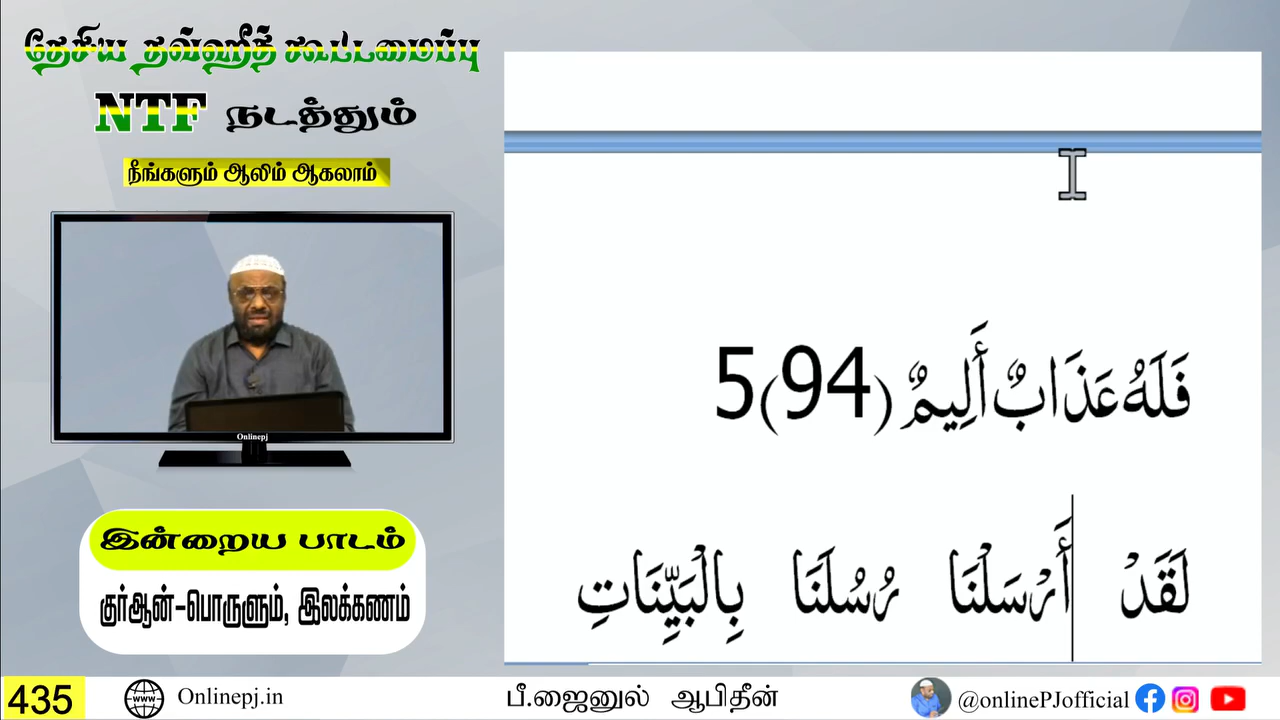 தேசிய தவ்ஹீத் கூட்டமைப்பு
NTF நடத்தும்
நீங்களும் ஆலிம் ஆகலாம்
Onlinepj
இன்றைய பாடம்
குர்ஆன்-பொருளும், இலக்கணம்
فَلَهُ عَذَابٌ أَلِيمٌ (94)5
لَقَدْ أَرْسَلْنَا رُسُلَنَا بِالْبَيِّنَاتِ
435 www Onlinepj.in பீ.ஜைனுல் ஆபிதீன் @onlinePJofficial